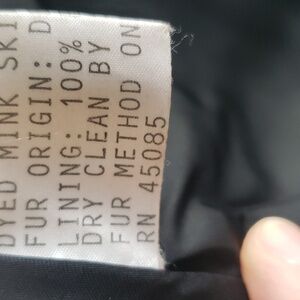 DYED MINK SKI
FUR ORIGIN: D
LINING: 100%
DRY CLEAN BY
FUR METHOD ON
RN 45085